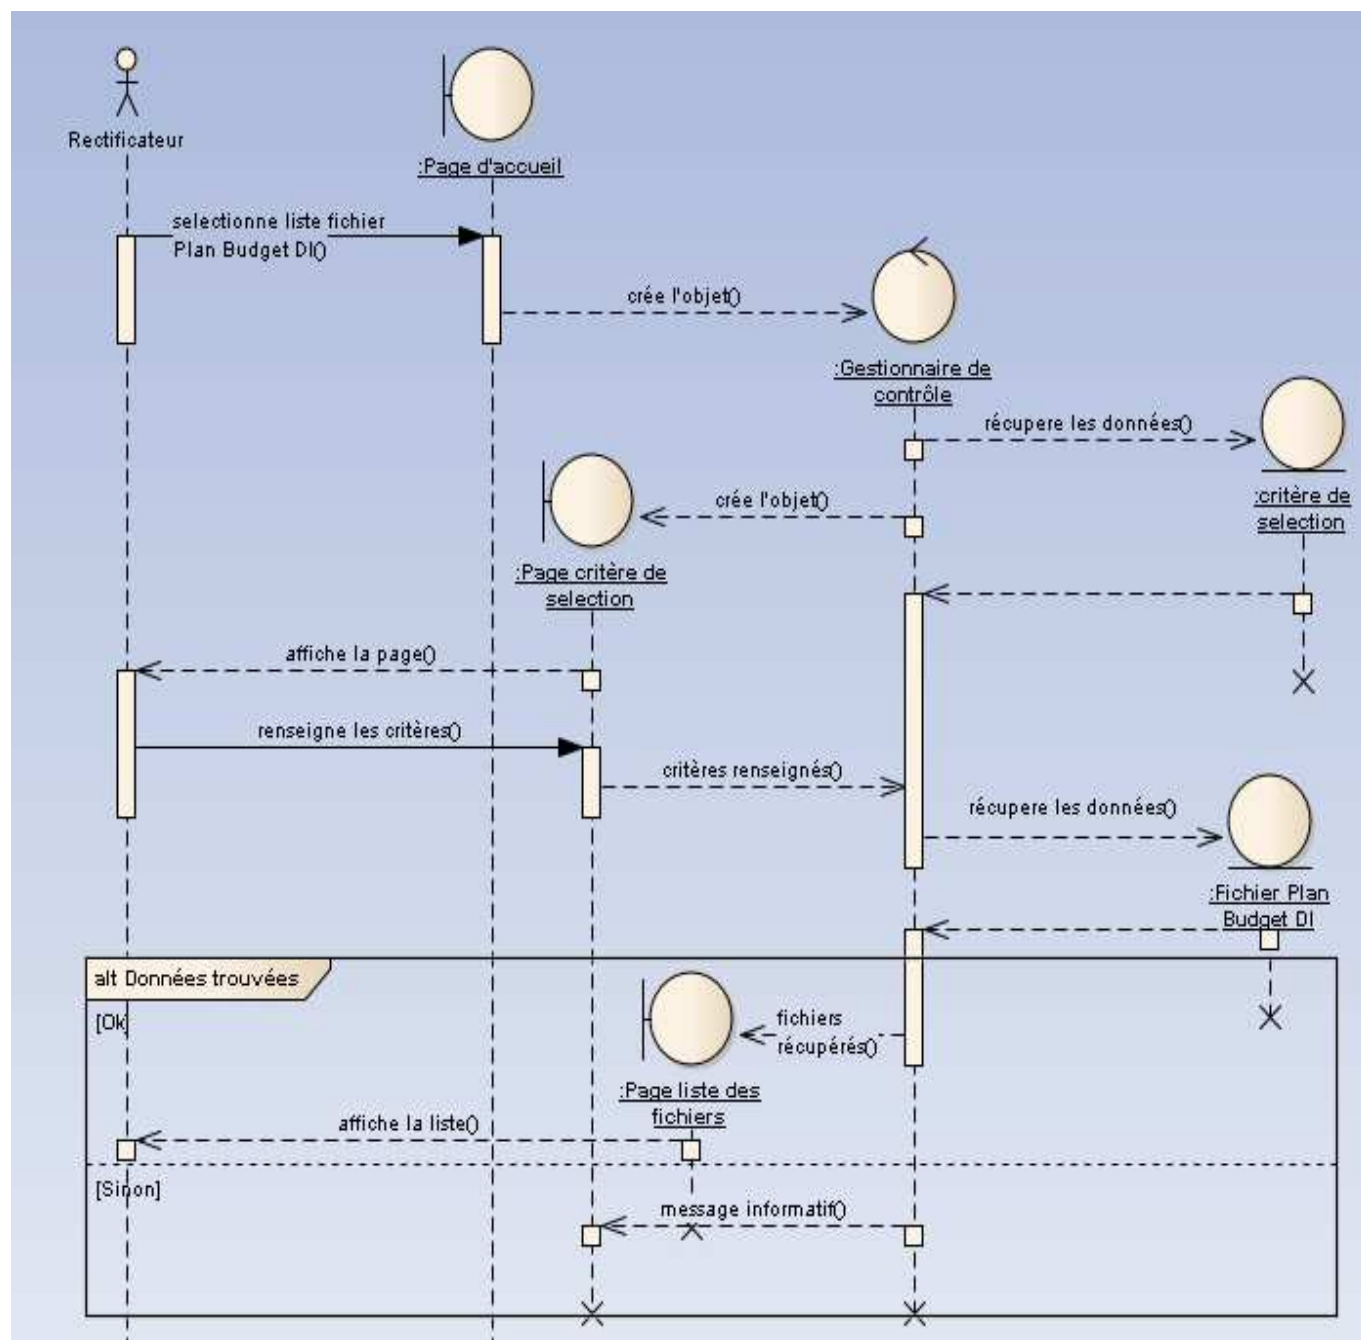 Rectificateur
:Page d'accueil
selectionne liste fichier
Plan Budget DI()
crée l'objet()
:Gestionnaire de
contrôle
récupere les données()
:critère de
selection
crée l'objet()
:Page critère de
selection
affiche la page()
renseigne les critères()
critères renseignés()
récupere les données()
:Fichier Plan
Budget DI
alt Données trouvées
[Ok]
fichiers
récupérés()
:Page liste des
fichiers
affiche la liste()
[Sinon]
message informatif()